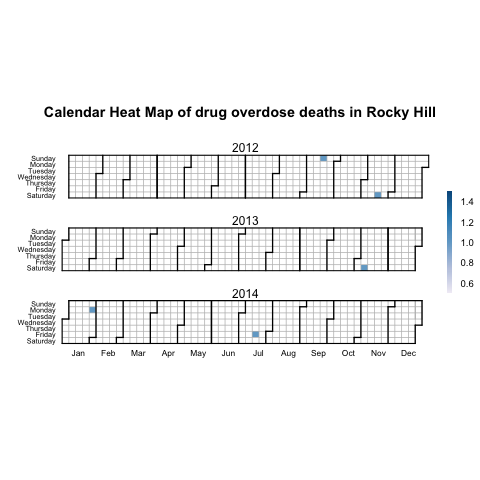 Calendar Heat Map of drug overdose deaths in Rocky Hill
2012
Sunday
Monday
Tuesday
Wednesday
Thursday
Friday
Saturday
2013
Sunday
Monday
Tuesday
Wednesday
Thursday
Friday
Saturday
2014
Sunday
Monday
Tuesday
Wednesday
Thursday
Friday
Saturday
Jan Feb Mar Apr May Jun Jul Aug Sep Oct Nov Dec
1.4
1.2
1.0
0.8
0.6